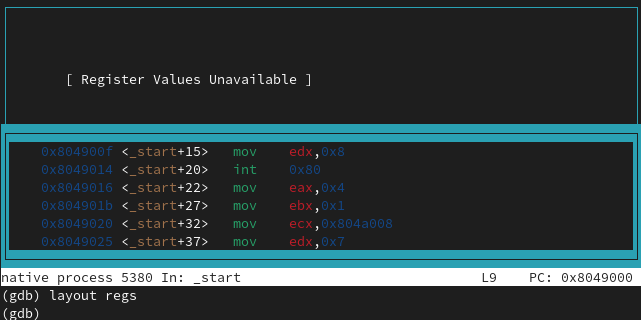 [ Register Values Unavailable ]
0x804900f <_start+15> mov edx,0x8
0x8049014 <_start+20> int 0x80
0x8049016 <_start+22> mov eax,0x4
0x804901b <_start+27> mov ebx,0x1
0x8049020 <_start+32> mov ecx,0x804a008
0x8049025 <_start+37> mov edx,0x7
native process 5380 In: _start L9 PC: 0x8049000
(gdb) layout regs
(gdb)